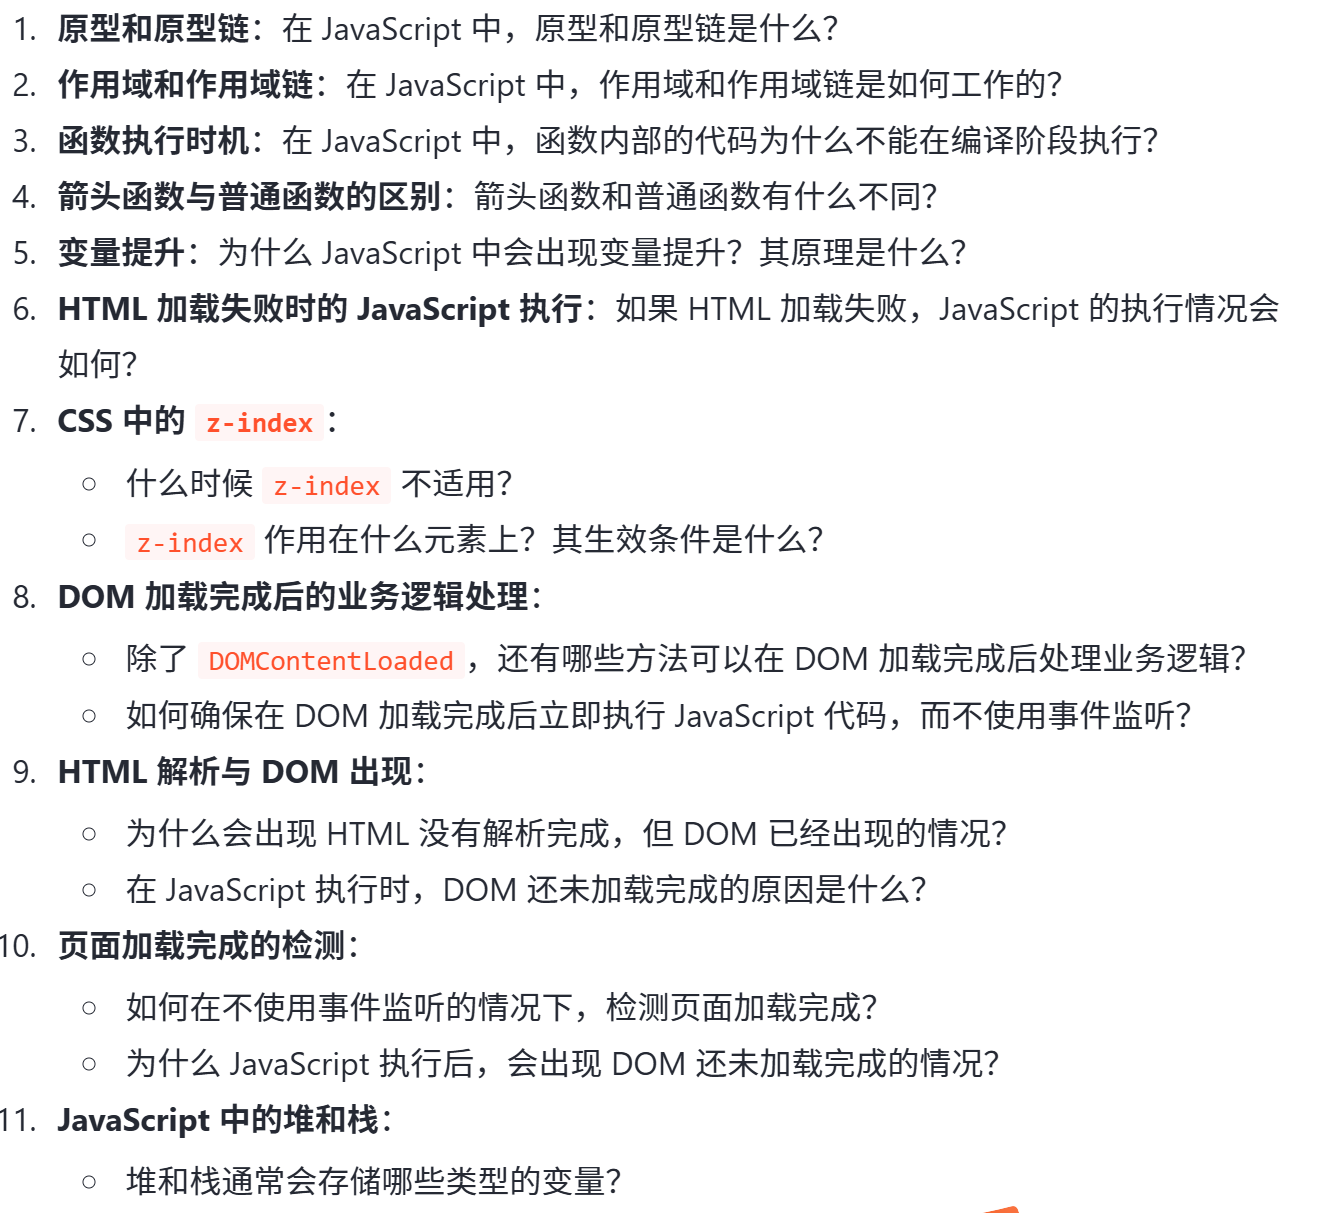 1. 原型和原型链：在 JavaScript 中，原型和原型链是什么？
2. 作用域和作用域链：在 JavaScript 中，作用域和作用域链是如何工作的？
3. 函数执行时机：在 JavaScript 中，函数内部的代码为什么不能在编译阶段执行？
4. 箭头函数与普通函数的区别：箭头函数和普通函数有什么不同？
5. 变量提升：为什么 JavaScript 中会出现变量提升？其原理是什么？
6. HTML 加载失败时的 JavaScript 执行：如果 HTML 加载失败，JavaScript 的执行情况会
如何？
7. CSS 中的 z-index：
○ 什么时候 z-index 不适用？
○ z-index 作用在什么元素上？其生效条件是什么？
8. DOM 加载完成后的业务逻辑处理：
○ 除了 DOMContentLoaded，还有哪些方法可以在 DOM 加载完成后处理业务逻辑？
○ 如何确保在 DOM 加载完成后立即执行 JavaScript 代码，而不使用事件监听？
9. HTML 解析与 DOM 出现：
○ 为什么会出现 HTML 没有解析完成，但 DOM 已经出现的情况？
○ 在 JavaScript 执行时，DOM 还未加载完成的原因是什么？
10. 页面加载完成的检测：
○ 如何在不使用事件监听的情况下，检测页面加载完成？
○ 为什么 JavaScript 执行后，会出现 DOM 还未加载完成的情况？
11. JavaScript 中的堆和栈：
○ 堆和栈通常会存储哪些类型的变量？